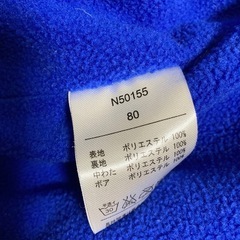 N50155
80
表地 ポリエステル 100%
裏地 ポリエステル 100%
中わた ポリエステル 100%
ボア ポリエステル 100%